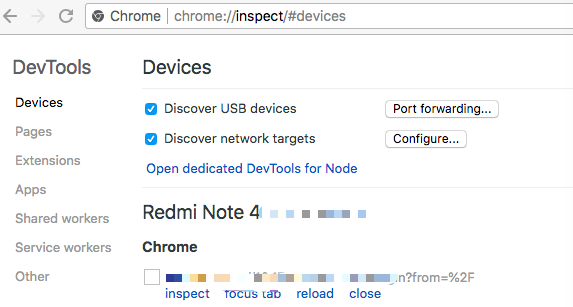 Chrome chrome://inspect/#devices
DevTools
Devices
Devices
Discover USB devices
Port forwarding...
Pages
Discover network targets
Configure...
Extensions
Open dedicated DevTools for Node
Apps
Shared workers
Redmi Note 4
Service workers
Chrome
Other
?from=%2F
inspect focus tab reload close